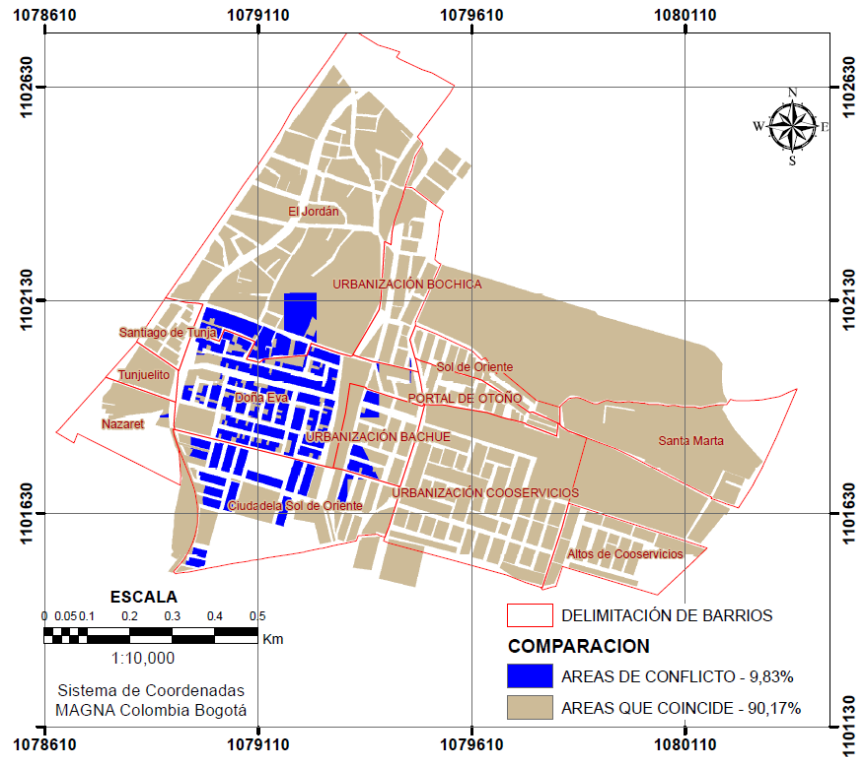 1078610 1079110 1079610 1080110
1102630 1102630
N
W E
S
El Jordán
URBANIZACIÓN BOCHICA
1102130 1102130
Santiago de Tunja
Sol de Oriente
Tunjuelito
Doña Eva
PORTAL DE OTOÑO
Nazaret
URBANIZACIÓN BACHUE
Santa Marta
URBANIZACIÓN COOSERVICIOS
Ciudadela Sol de Oriente
1101630 1101630
Altos de Cooservicios
ESCALA
0 0.05 0.1 0.2 0.3 0.4 0.5
Km
1:10,000
Sistema de Coordenadas
MAGNA Colombia Bogotá
DELIMITACIÓN DE BARRIOS
COMPARACION
AREAS DE CONFLICTO - 9,83%
AREAS QUE COINCIDE - 90,17%
1101130 1101130
1078610 1079110 1079610 1080110